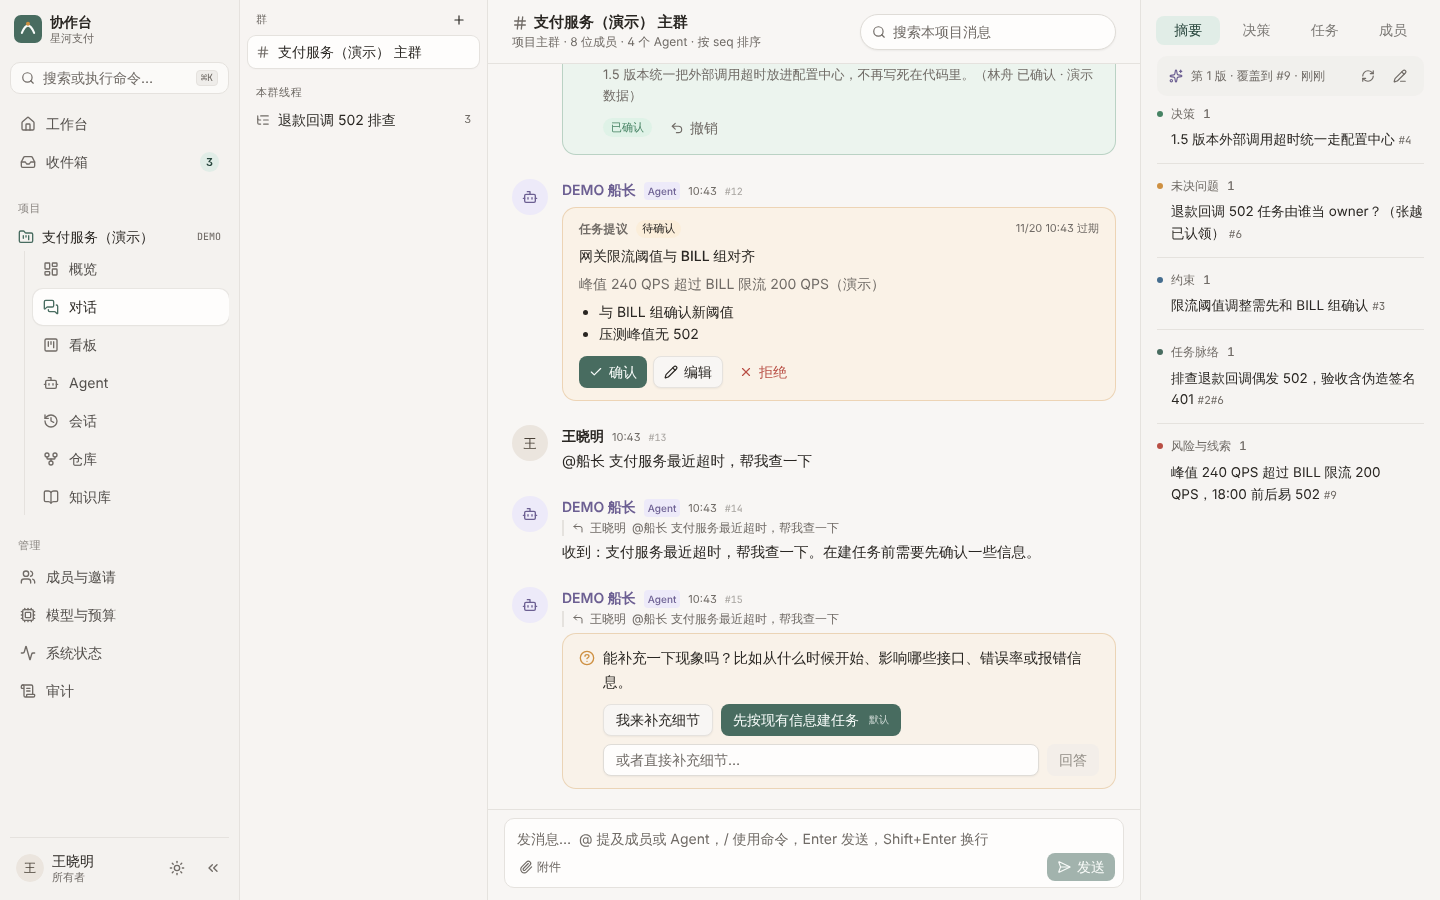 协作台
星河支付
搜索或执行命令...
⌘K
工作台
收件箱
3
项目
支付服务（演示）
DEMO
概览
对话
看板
Agent
会话
仓库
知识库
管理
成员与邀请
模型与预算
系统状态
审计
王
王晓明
所有者
群
支付服务（演示） 主群
本群线程
退款回调 502 排查
3
支付服务（演示） 主群
项目主群 · 8 位成员 · 4 个 Agent · 按 seq 排序
搜索本项目消息
1.5 版本统一把外部调用超时放进配置中心，不再写死在代码里。（林舟 已确认 · 演示
数据）
已确认
撤销
DEMO 船长 Agent 10:43 #12
任务提议 待确认
11/20 10:43 过期
网关限流阈值与 BILL 组对齐
峰值 240 QPS 超过 BILL 限流 200 QPS（演示）
与 BILL 组确认新阈值
压测峰值无 502
确认
编辑
拒绝
王
王晓明 10:43 #13
@船长 支付服务最近超时，帮我查一下
DEMO 船长 Agent 10:43 #14
王晓明 @船长 支付服务最近超时，帮我查一下
收到：支付服务最近超时，帮我查一下。在建任务前需要先确认一些信息。
DEMO 船长 Agent 10:43 #15
王晓明 @船长 支付服务最近超时，帮我查一下
能补充一下现象吗？比如从什么时候开始、影响哪些接口、错误率或报错信
息。
我来补充细节
先按现有信息建任务 默认
或者直接补充细节...
回答
发消息... @ 提及成员或 Agent，/ 使用命令，Enter 发送，Shift+Enter 换行
附件
发送
摘要
决策
任务
成员
第 1 版 · 覆盖到 #9 · 刚刚
决策 1
1.5 版本外部调用超时统一走配置中心 #4
未决问题 1
退款回调 502 任务由谁当 owner？（张越
已认领） #6
约束 1
限流阈值调整需先和 BILL 组确认 #3
任务脉络 1
排查退款回调偶发 502，验收含伪造签名
401 #2#6
风险与线索 1
峰值 240 QPS 超过 BILL 限流 200
QPS，18:00 前后易 502 #9